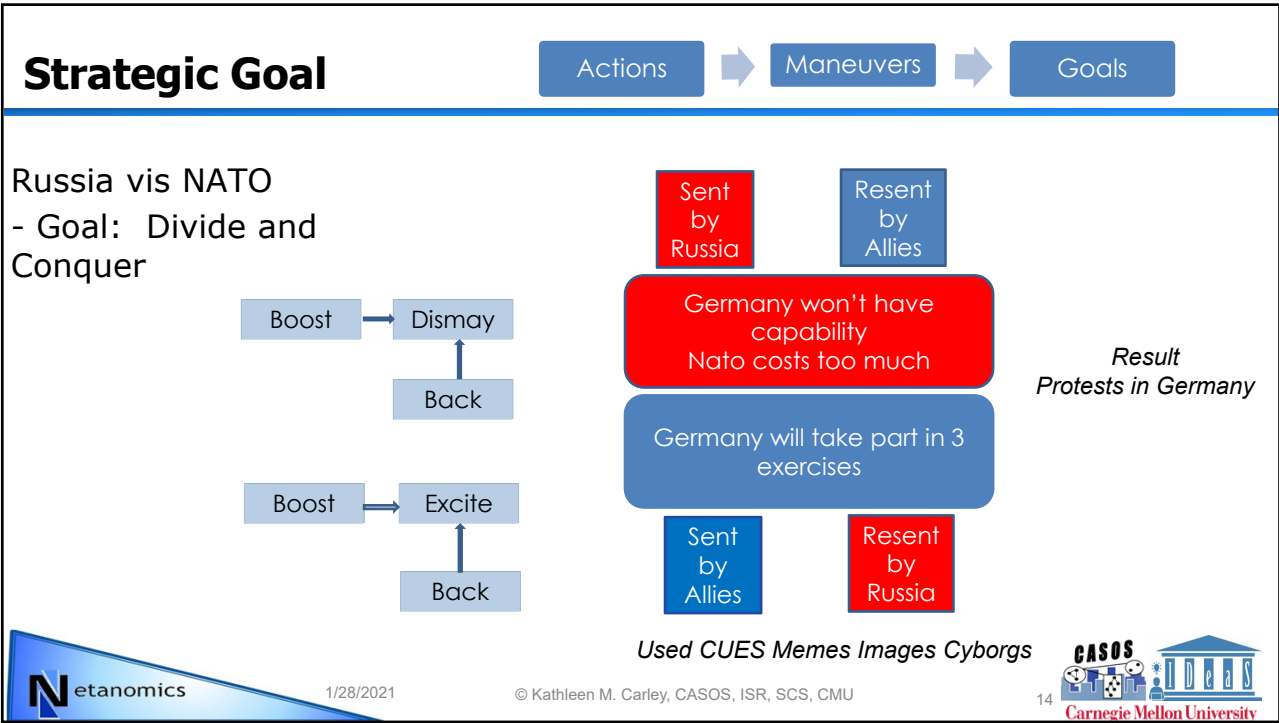 Strategic Goal
Actions
Maneuvers
Goals
Russia vis NATO
- Goal: Divide and
Conquer
Boost
Dismay
Back
Boost
Excite
Back
Sent
by
Russia
Resent
by
Allies
Germany won't have
capability
Nato costs too much
Germany will take part in 3
exercises
Sent
by
Allies
Resent
by
Russia
Result
Protests in Germany
Used CUES Memes Images Cyborgs
Netanomics
1/28/2021
© Kathleen M. Carley, CASOS, ISR, SCS, CMU
14
CASOS
IDeaS
Carnegie Mellon University